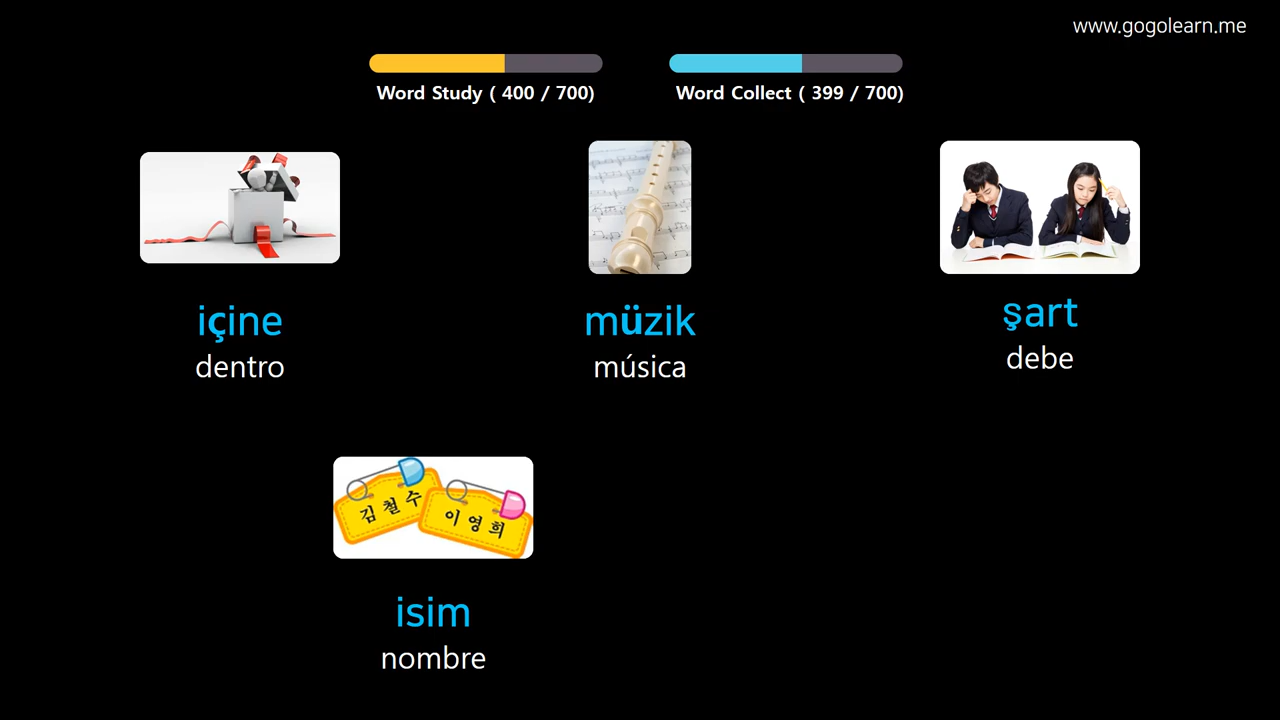 www.gogolearn.me
Word Study ( 400 / 700)
Word Collect ( 399 / 700)
içine
dentro
müzik
música
şart
debe
김철수
이영희
isim
nombre